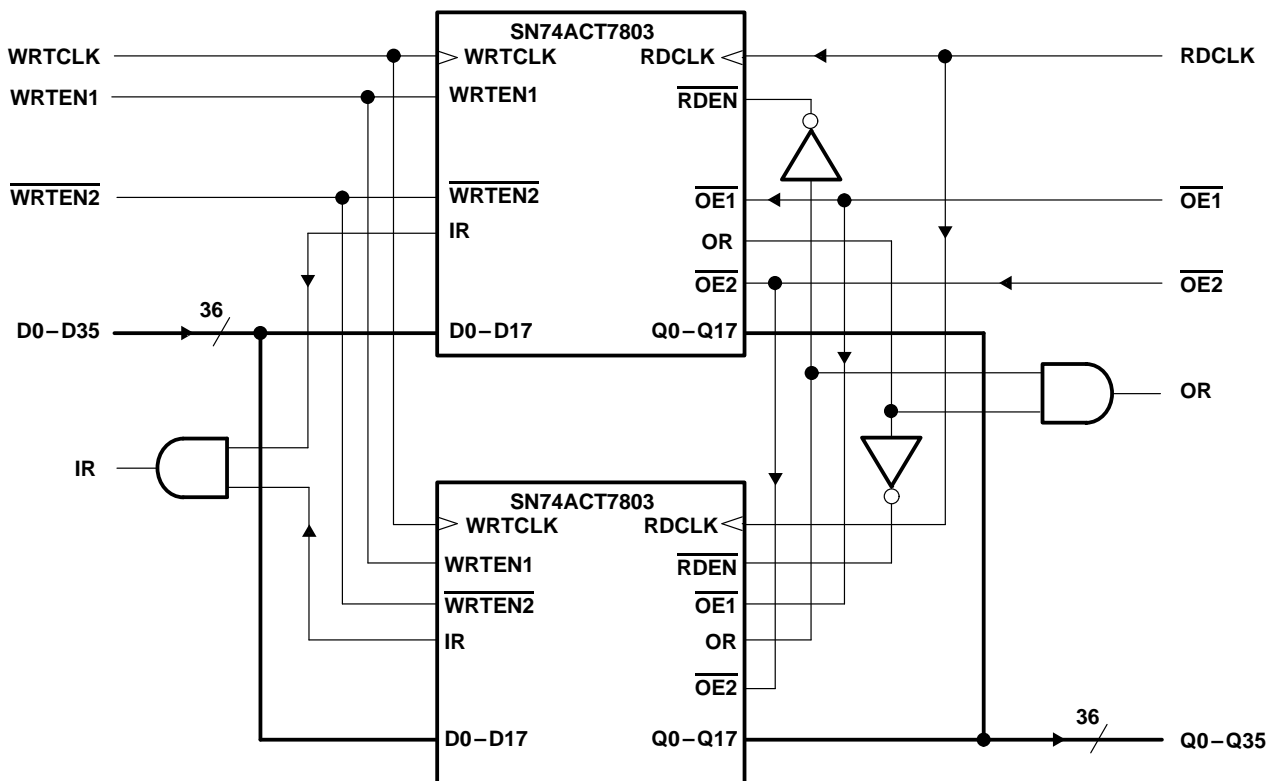 SN74ACT7803
WRTCLK WRTCLK RDCLK RDCLK
WRTEN1 WRTEN1 RDEN
WRTEN2 WRTEN2 OE1 OE1
IR OR
OE2 OE2
36
D0–D35 D0–D17 Q0–Q17
OR
IR
SN74ACT7803
WRTCLK RDCLK
WRTEN1 RDEN
WRTEN2 OE1
IR OR
OE2
36
D0–D17 Q0–Q17 Q0–Q35